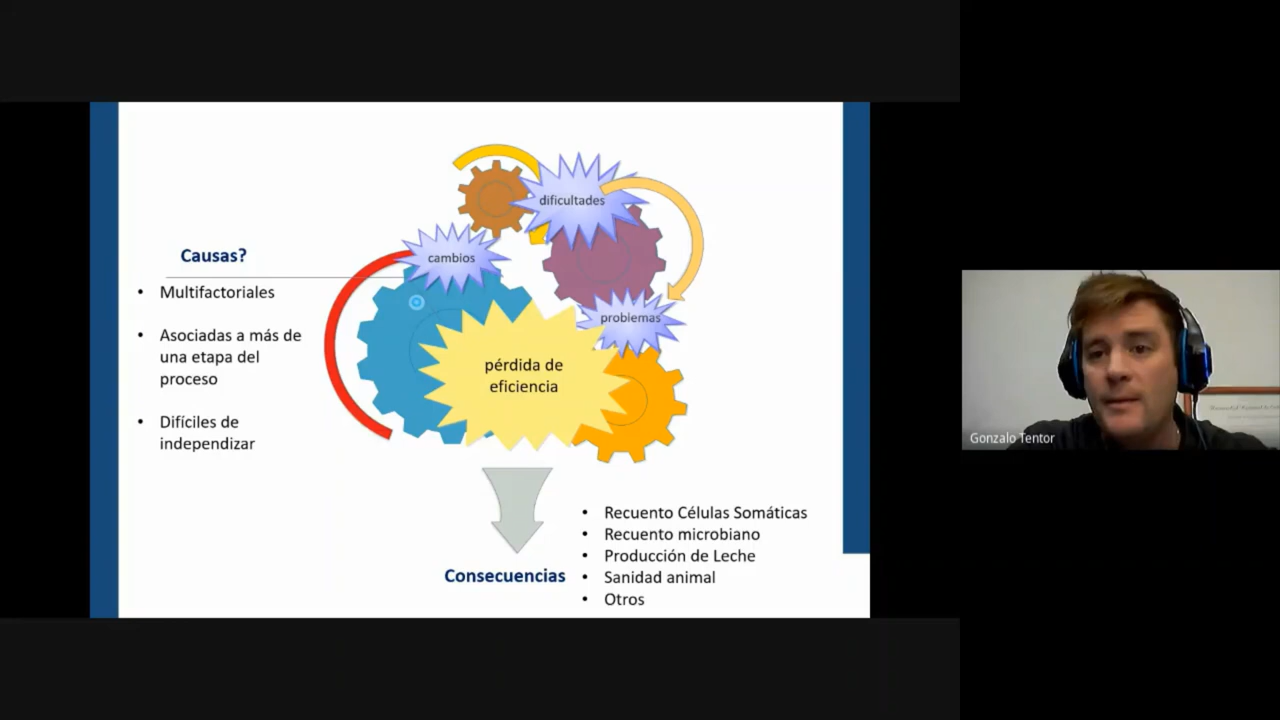 dificultades
Causas?
cambios
• Multifactoriales
• Asociadas a más de
una etapa del
proceso
• Difíciles de
independizar
problemas
pérdida de
eficiencia
Consecuencias
• Recuento Células Somáticas
• Recuento microbiano
• Producción de Leche
• Sanidad animal
• Otros
Gonzalo Tentor